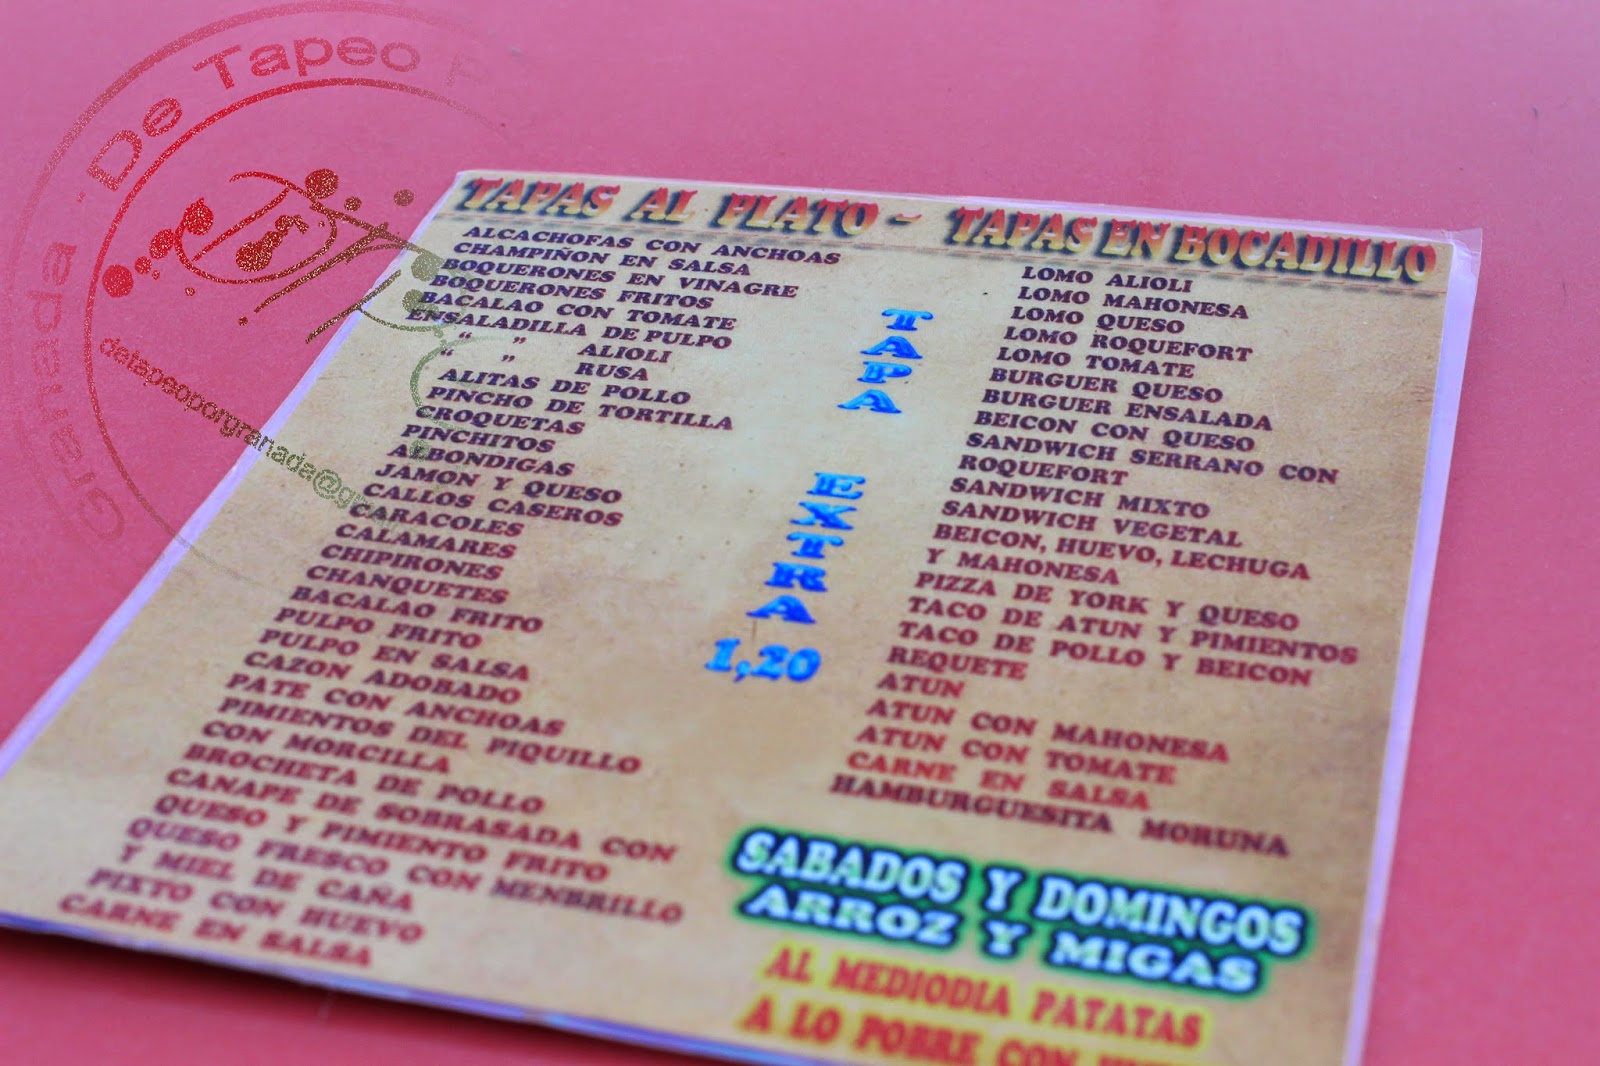 Granada
De Tapeo P
detapeoporgranada@g
TAPAS AL PLATO - TAPAS EN BOCADILLO
ALCACHOFAS CON ANCHOAS
CHAMPIÑON EN SALSA
BOQUERONES EN VINAGRE
BOQUERONES FRITOS
BACALAO CON TOMATE
ENSALADILLA DE PULPO
“ ” ALIOLI
“ ” RUSA
ALITAS DE POLLO
PINCHO DE TORTILLA
CROQUETAS
PINCHITOS
ALBONDIGAS
JAMON Y QUESO
CALLOS CASEROS
CARACOLES
CALAMARES
CHIPIRONES
CHANQUETES
BACALAO FRITO
PULPO FRITO
PULPO EN SALSA
CAZON ADOBADO
PATE CON ANCHOAS
PIMIENTOS DEL PIQUILLO
CON MORCILLA
BROCHETA DE POLLO
CANAPE DE SOBRASADA CON
QUESO Y PIMIENTO FRITO
QUESO FRESCO CON MENBRILLO
Y MIEL DE CAÑA
PIXTO CON HUEVO
CARNE EN SALSA
TAPA
EXTRA
1,20
LOMO ALIOLI
LOMO MAHONESA
LOMO QUESO
LOMO ROQUEFORT
LOMO TOMATE
BURGUER QUESO
BURGUER ENSALADA
BEICON CON QUESO
SANDWICH SERRANO CON
ROQUEFORT
SANDWICH MIXTO
SANDWICH VEGETAL
BEICON, HUEVO, LECHUGA
Y MAHONESA
PIZZA DE YORK Y QUESO
TACO DE ATUN Y PIMIENTOS
TACO DE POLLO Y BEICON
REQUETE
ATUN
ATUN CON MAHONESA
ATUN CON TOMATE
CARNE EN SALSA
HAMBURGUESITA MORUNA
SABADOS Y DOMINGOS
ARROZ Y MIGAS
AL MEDIODIA PATATAS
A LO POBRE CON